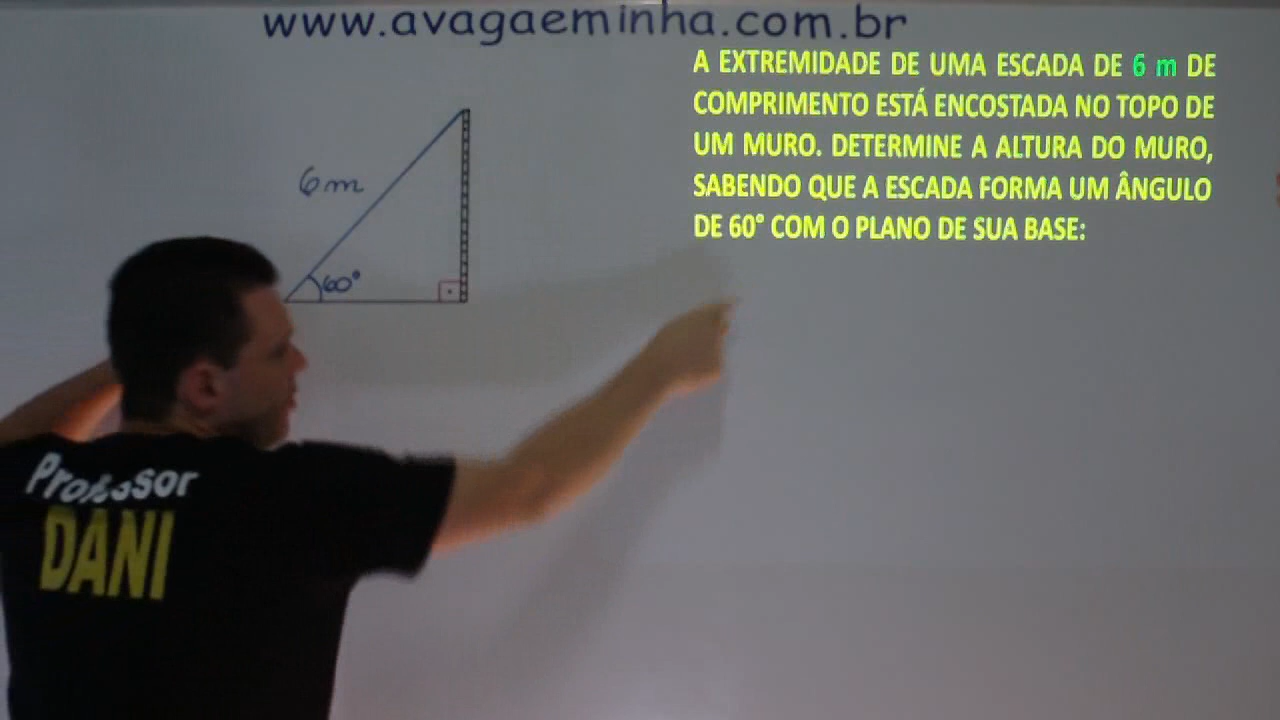 www.avagaeminha.com.br
A EXTREMIDADE DE UMA ESCADA DE 6 m DE
COMPRIMENTO ESTÁ ENCOSTADA NO TOPO DE
UM MURO. DETERMINE A ALTURA DO MURO,
SABENDO QUE A ESCADA FORMA UM ÂNGULO
DE 60° COM O PLANO DE SUA BASE:
6m
60°
Professor
DANI